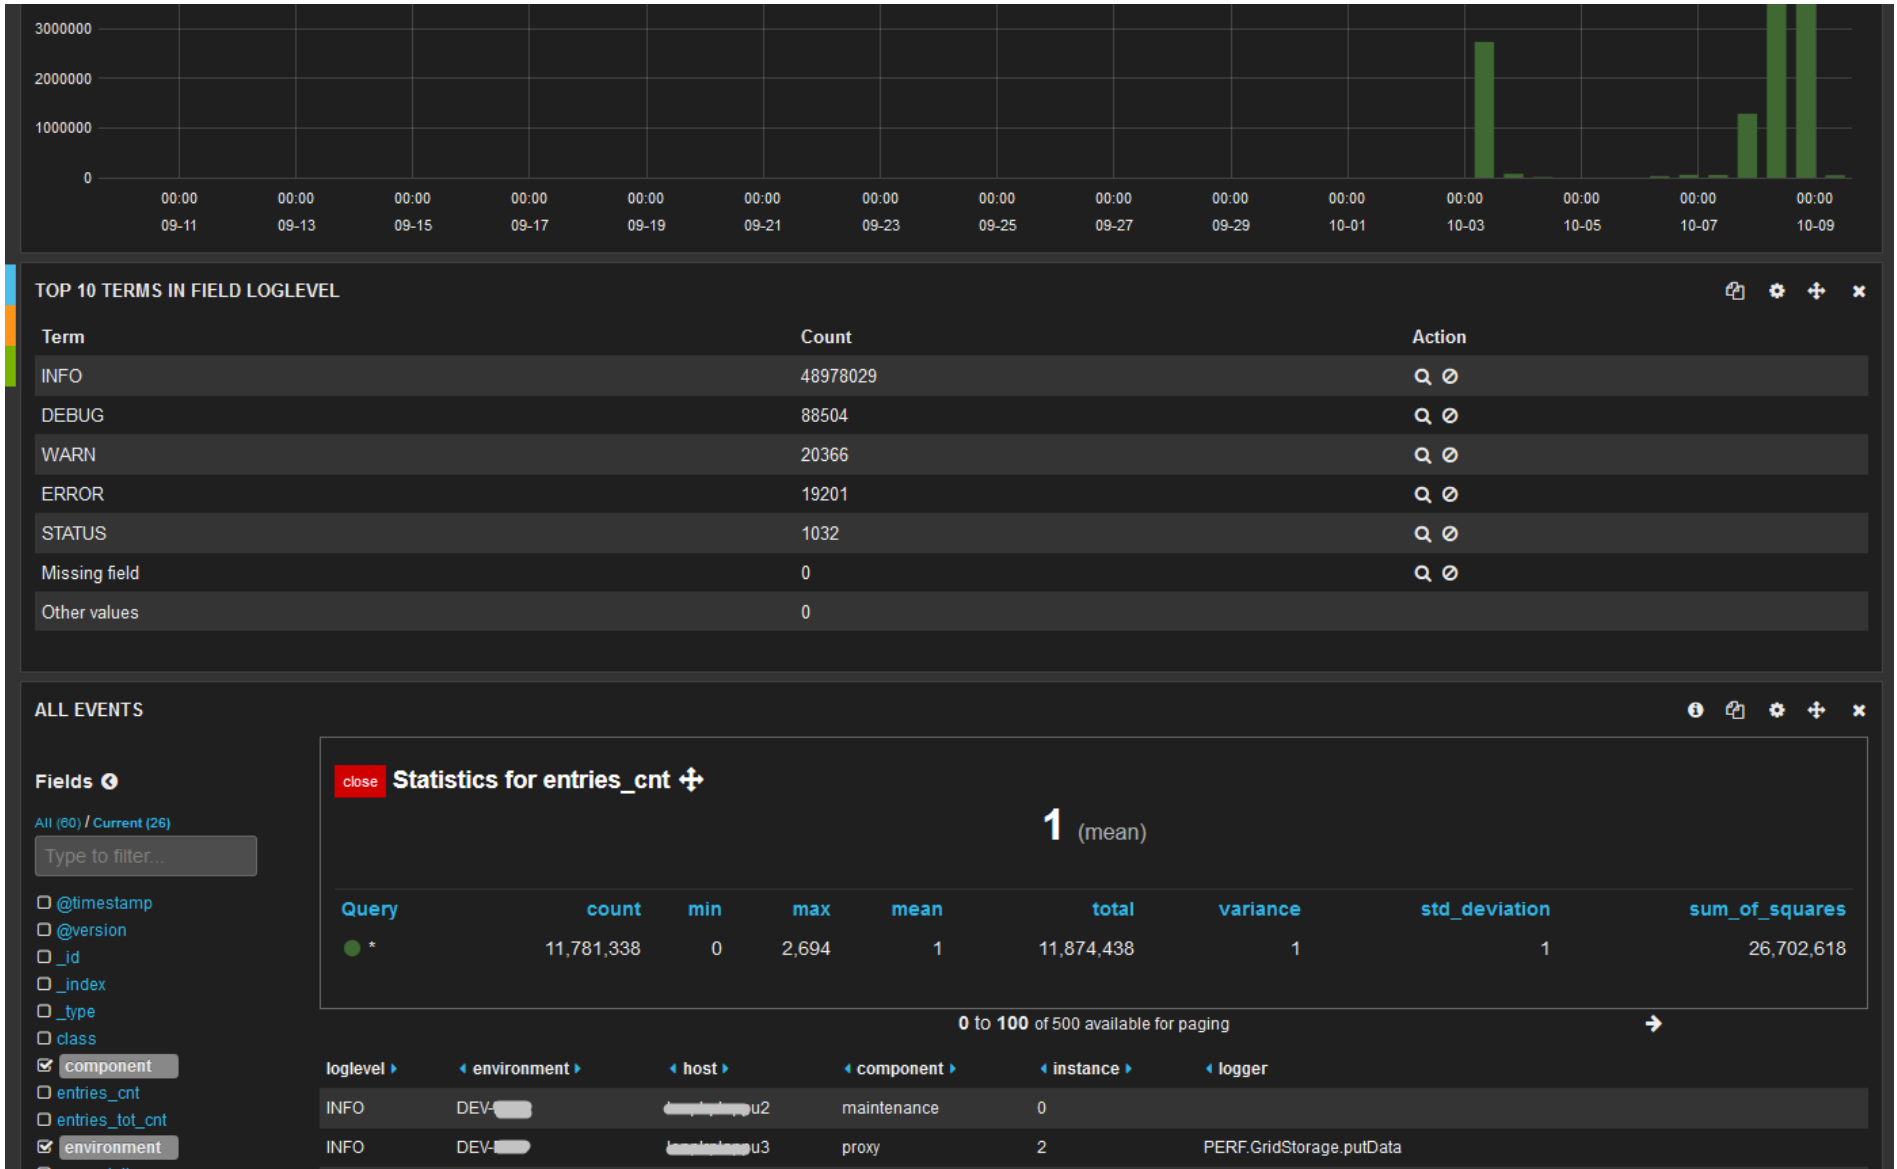 3000000
2000000
1000000
0
00:00 00:00 00:00 00:00 00:00 00:00 00:00 00:00 00:00 00:00 00:00 00:00 00:00 00:00 00:00
09-11 09-13 09-15 09-17 09-19 09-21 09-23 09-25 09-27 09-29 10-01 10-03 10-05 10-07 10-09
TOP 10 TERMS IN FIELD LOGLEVEL
Term Count Action
INFO 48978029
DEBUG 88504
WARN 20366
ERROR 19201
STATUS 1032
Missing field 0
Other values 0
ALL EVENTS
Fields
All (60) / Current (26)
Type to filter...
@timestamp
@version
_id
_index
_type
class
component
entries_cnt
entries_tot_cnt
environment
close Statistics for entries_cnt
1 (mean)
Query count min max mean total variance std_deviation sum_of_squares
* 11,781,338 0 2,694 1 11,874,438 1 1 26,702,618
0 to 100 of 500 available for paging
loglevel environment host component instance logger
INFO DEV- u2 maintenance 0
INFO DEV- u3 proxy 2 PERF.GridStorage.putData